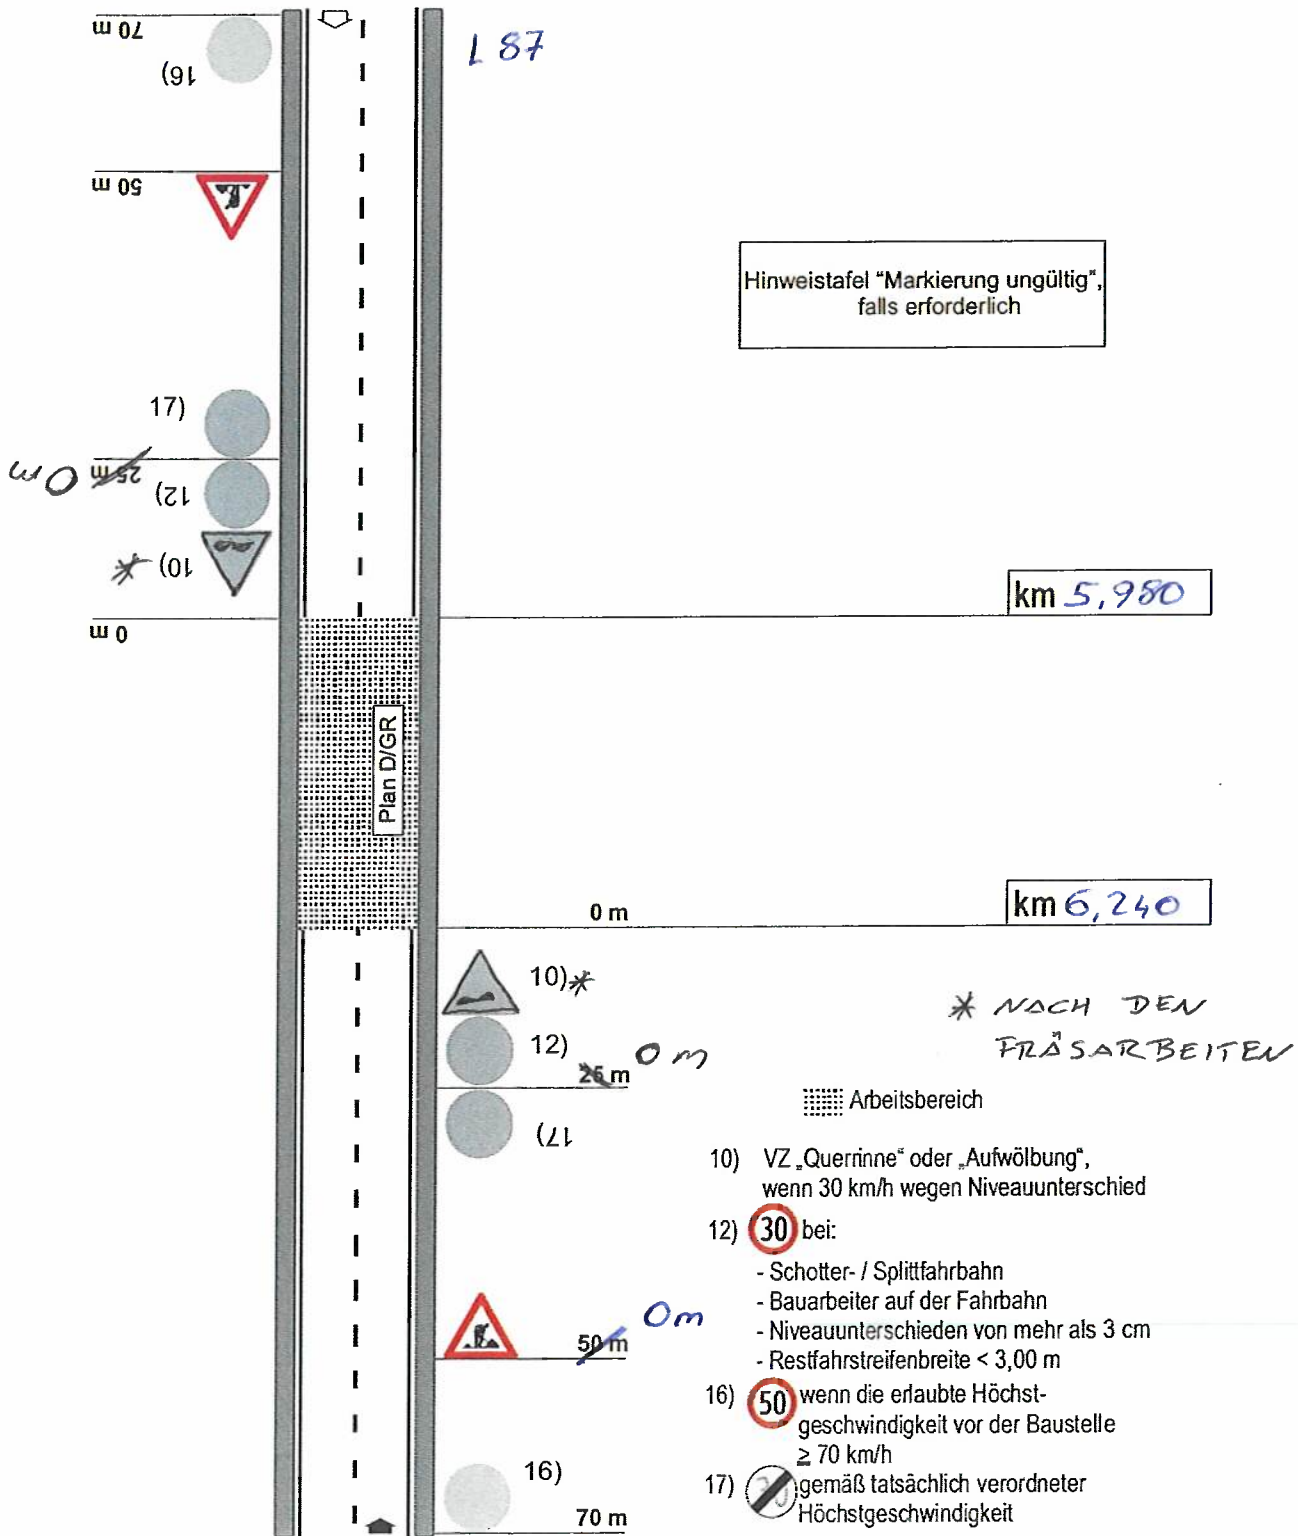 70 m
16)
L 87
50 m
Hinweistafel "Markierung ungültig",
falls erforderlich
17)
0 m
25 m
12)
* 10)
km 5,980
0 m
Plan D/GR
0 m
km 6,240
10)*
* NACH DEN
FRÄSARBEITEN
12)
0 m
25 m
Arbeitsbereich
17)
10) VZ „Querrinne“ oder „Aufwölbung“,
wenn 30 km/h wegen Niveauunterschied
12) 30 bei:
- Schotter- / Splittfahrbahn
- Bauarbeiter auf der Fahrbahn
- Niveauunterschieden von mehr als 3 cm
- Restfahrstreifenbreite < 3,00 m
0m
50 m
16) 50 wenn die erlaubte Höchst-
geschwindigkeit vor der Baustelle
≥ 70 km/h
17) 30 gemäß tatsächlich verordneter
Höchstgeschwindigkeit
16)
70 m